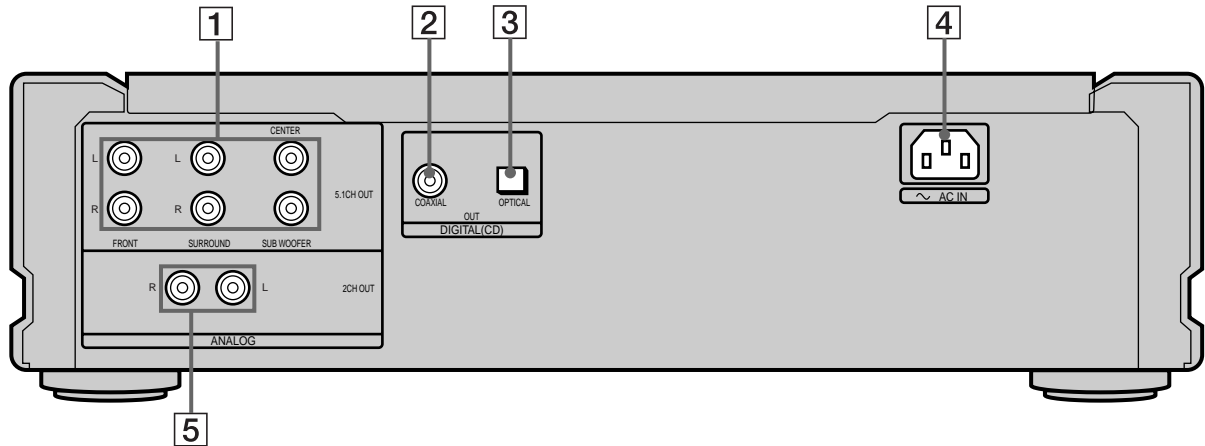 1 2 3 4
CENTER
L L
5.1CH OUT
R R
FRONT SURROUND SUB WOOFER
COAXIAL OPTICAL
OUT
DIGITAL(CD)
~ AC IN
R L 2CH OUT
ANALOG
5